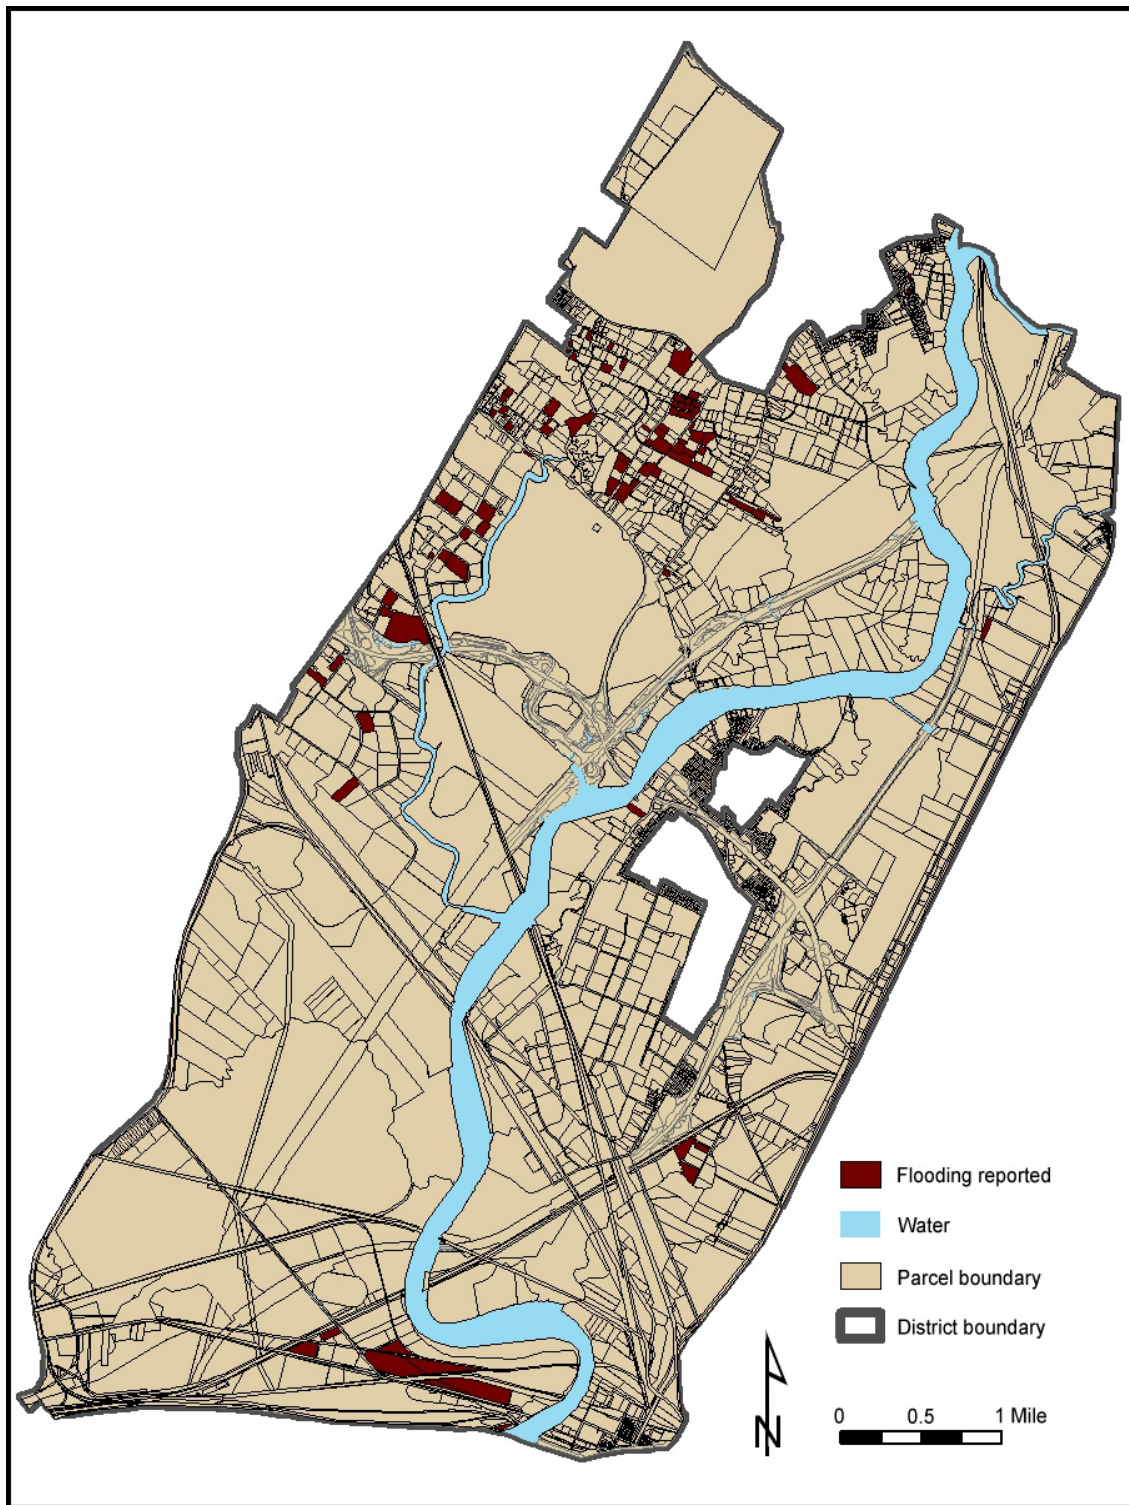 Flooding reported
Water
Parcel boundary
District boundary
N
0 0.5 1 Mile